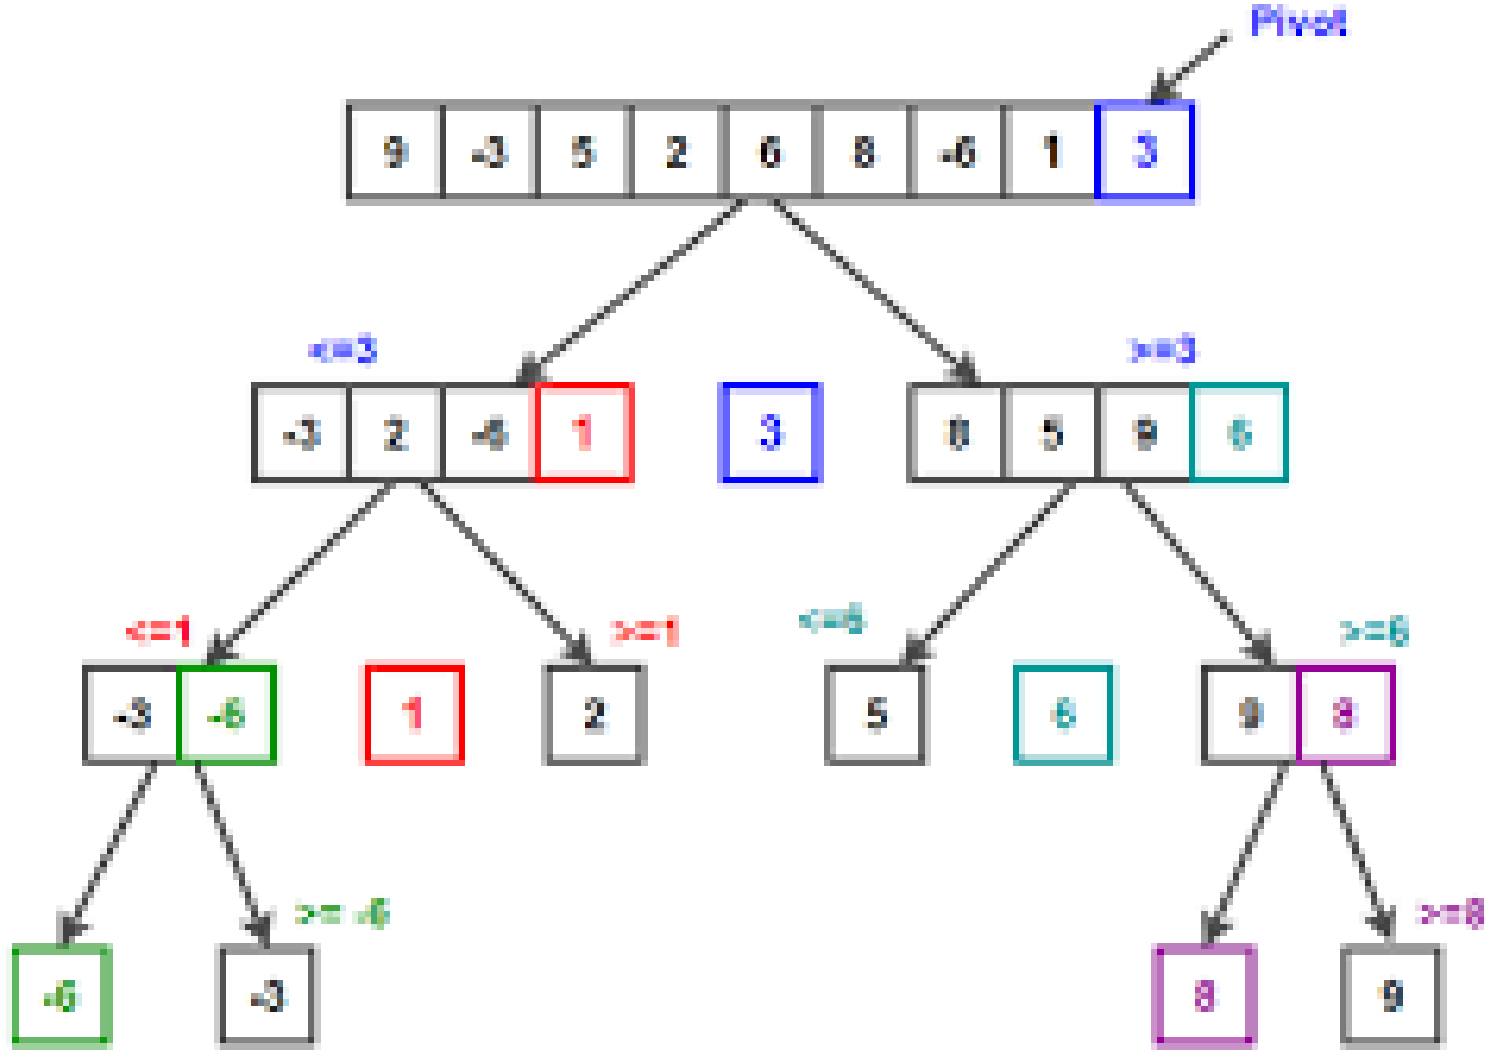 Pivot
9 -3 5 2 6 8 -6 1 3
<=3 >=3
-3 2 -6 1 3 8 5 9 6
<=1 >=1 <=6 >=6
-3 -6 1 2 5 6 9 8
>= -6 >=8
-6 -3 8 9